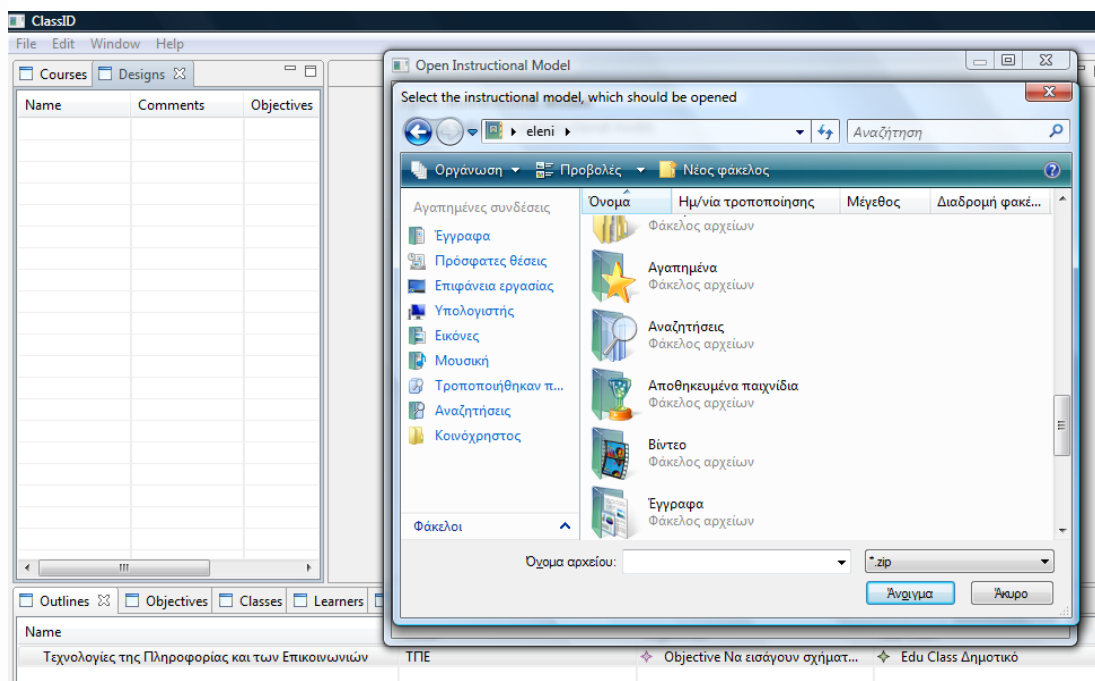 ClassID
File Edit Window Help
Courses Designs
Name Comments Objectives
Open Instructional Model
Select the instructional model, which should be opened
eleni
Αναζήτηση
Οργάνωση Προβολές Νέος φάκελος
Αγαπημένες συνδέσεις
Έγγραφα
Πρόσφατες θέσεις
Επιφάνεια εργασίας
Υπολογιστής
Εικόνες
Μουσική
Τροποποιήθηκαν π...
Αναζητήσεις
Κοινόχρηστος
Φάκελοι
Όνομα Ημ/νία τροποποίησης Μέγεθος Διαδρομή φακέ...
Φάκελος αρχείων
Αγαπημένα
Φάκελος αρχείων
Αναζητήσεις
Φάκελος αρχείων
Αποθηκευμένα παιχνίδια
Φάκελος αρχείων
Βίντεο
Φάκελος αρχείων
Έγγραφα
Φάκελος αρχείων
Όνομα αρχείου: *.zip
Άνοιγμα Άκυρο
Outlines Objectives Classes Learners
Name
Τεχνολογίες της Πληροφορίας και των Επικοινωνιών ΤΠΕ Objective Να εισάγουν σχήματ... Edu Class Δημοτικό